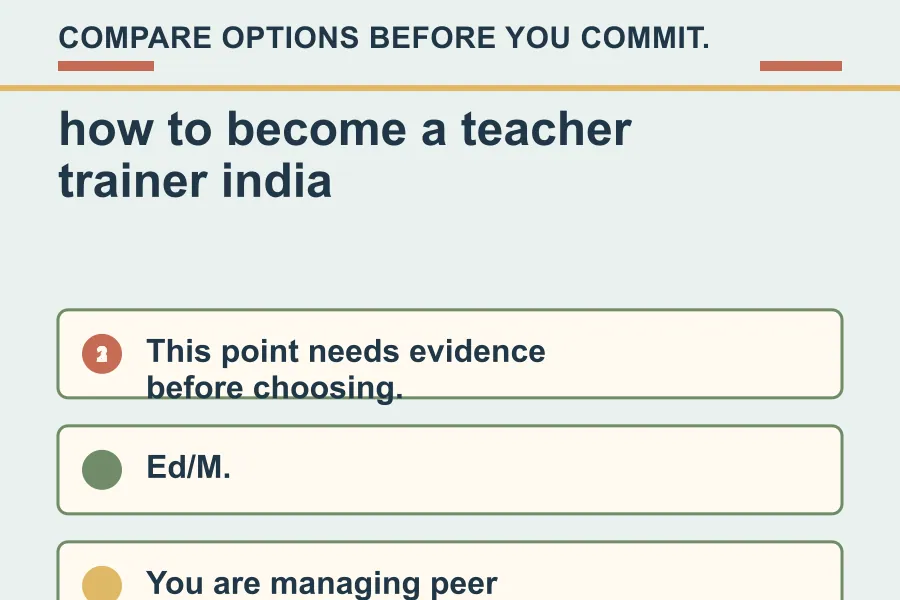 COMPARE OPTIONS BEFORE YOU COMMIT.
how to become a teacher
trainer india
This point needs evidence
before choosing.
Ed/M.
You are managing peer